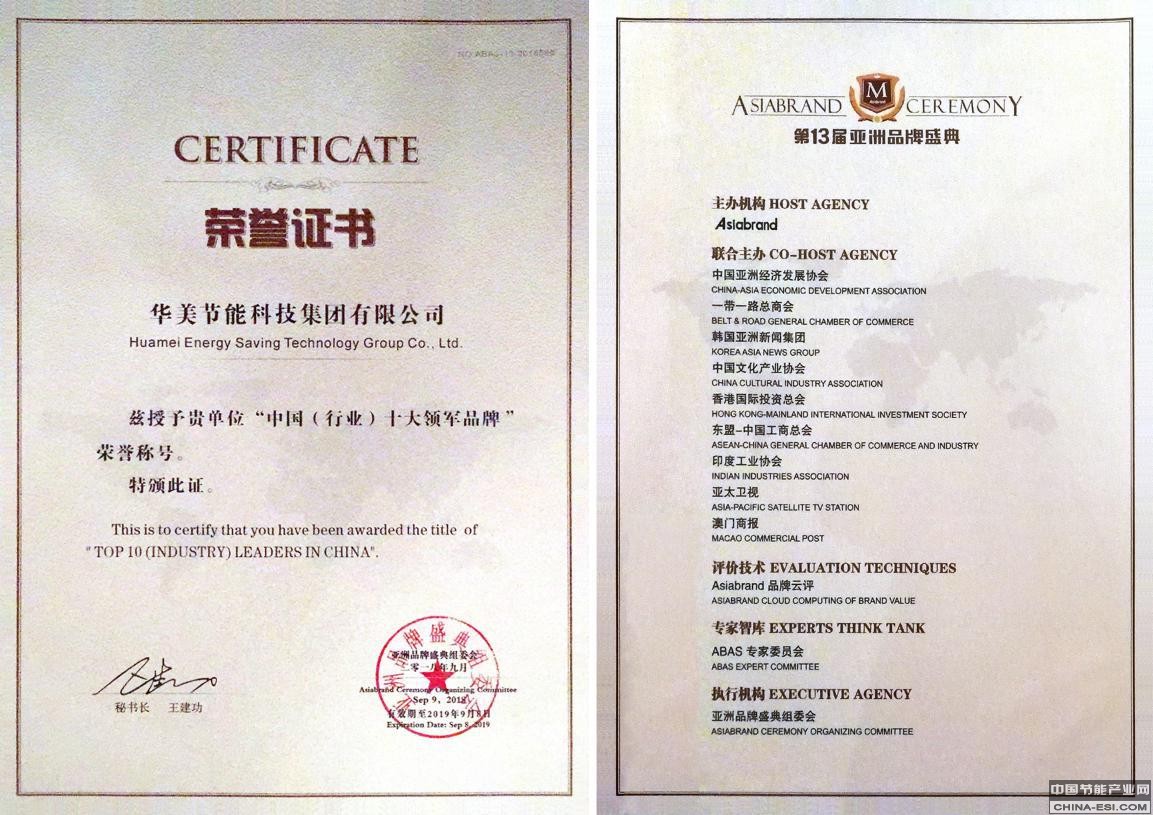 CERTIFICATE
荣誉证书
华美节能科技集团有限公司
Huamei Energy Saving Technology Group Co., Ltd.
兹授予贵单位“中国（行业）十大领军品牌”
荣誉称号。
特颁此证。
This is to certify that you have been awarded the title of
"TOP 10 (INDUSTRY) LEADERS IN CHINA".
秘书长 王建功
亚洲品牌盛典组委会
二零一八年九月
Asiabrand Ceremony Organizing Committee
Sep 9, 2018
有效期至2019年9月8日
Expiration Date: Sep 8, 2019
ASIABRAND M CEREMONY
第13届亚洲品牌盛典
主办机构 HOST AGENCY
Asiabrand
联合主办 CO-HOST AGENCY
中国亚洲经济发展协会
CHINA-ASIA ECONOMIC DEVELOPMENT ASSOCIATION
一带一路总商会
BELT & ROAD GENERAL CHAMBER OF COMMERCE
韩国亚洲新闻集团
KOREA ASIA NEWS GROUP
中国文化产业协会
CHINA CULTURAL INDUSTRY ASSOCIATION
香港国际投资总会
HONG KONG-MAINLAND INTERNATIONAL INVESTMENT SOCIETY
东盟-中国工商总会
ASEAN-CHINA GENERAL CHAMBER OF COMMERCE AND INDUSTRY
印度工业协会
INDIAN INDUSTRIES ASSOCIATION
亚太卫视
ASIA-PACIFIC SATELLITE TV STATION
澳门商报
MACAO COMMERCIAL POST
评价技术 EVALUATION TECHNIQUES
Asiabrand 品牌云评
ASIABRAND CLOUD COMPUTING OF BRAND VALUE
专家智库 EXPERTS THINK TANK
ABAS 专家委员会
ABAS EXPERT COMMITTEE
执行机构 EXECUTIVE AGENCY
亚洲品牌盛典组委会
ASIABRAND CEREMONY ORGANIZING COMMITTEE
中国节能产业网
CHINA-ESI.COM